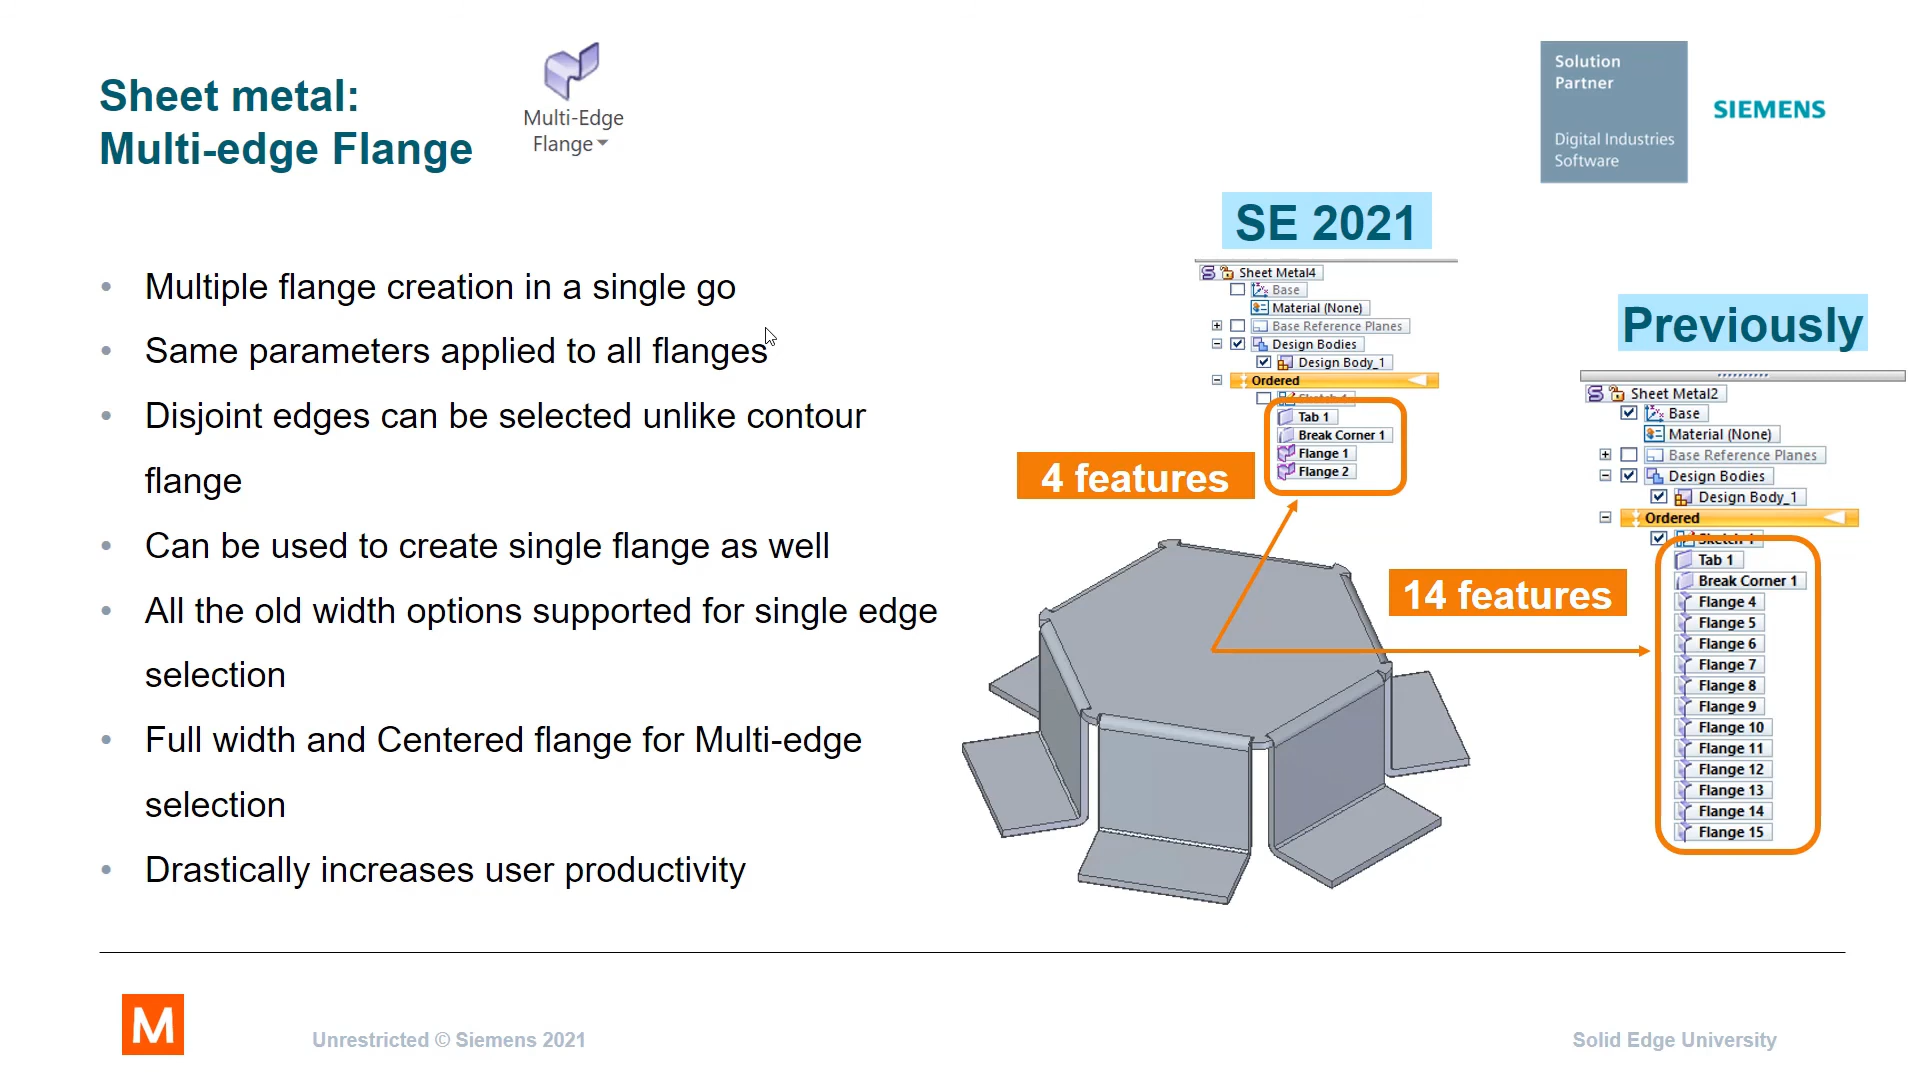 Sheet metal:
Multi-edge Flange
Multi-Edge
Flange
Solution
Partner
Digital Industries
Software
SIEMENS
• Multiple flange creation in a single go
• Same parameters applied to all flanges
• Disjoint edges can be selected unlike contour
flange
• Can be used to create single flange as well
• All the old width options supported for single edge
selection
• Full width and Centered flange for Multi-edge
selection
• Drastically increases user productivity
SE 2021
Sheet Metal4
Base
Material (None)
Base Reference Planes
Design Bodies
Design Body_1
Ordered
Sketch 1
Tab 1
Break Corner 1
Flange 1
Flange 2
4 features
Previously
Sheet Metal2
Base
Material (None)
Base Reference Planes
Design Bodies
Design Body_1
Ordered
Sketch 1
Tab 1
Break Corner 1
Flange 4
Flange 5
Flange 6
Flange 7
Flange 8
Flange 9
Flange 10
Flange 11
Flange 12
Flange 13
Flange 14
Flange 15
14 features
M
Unrestricted © Siemens 2021
Solid Edge University